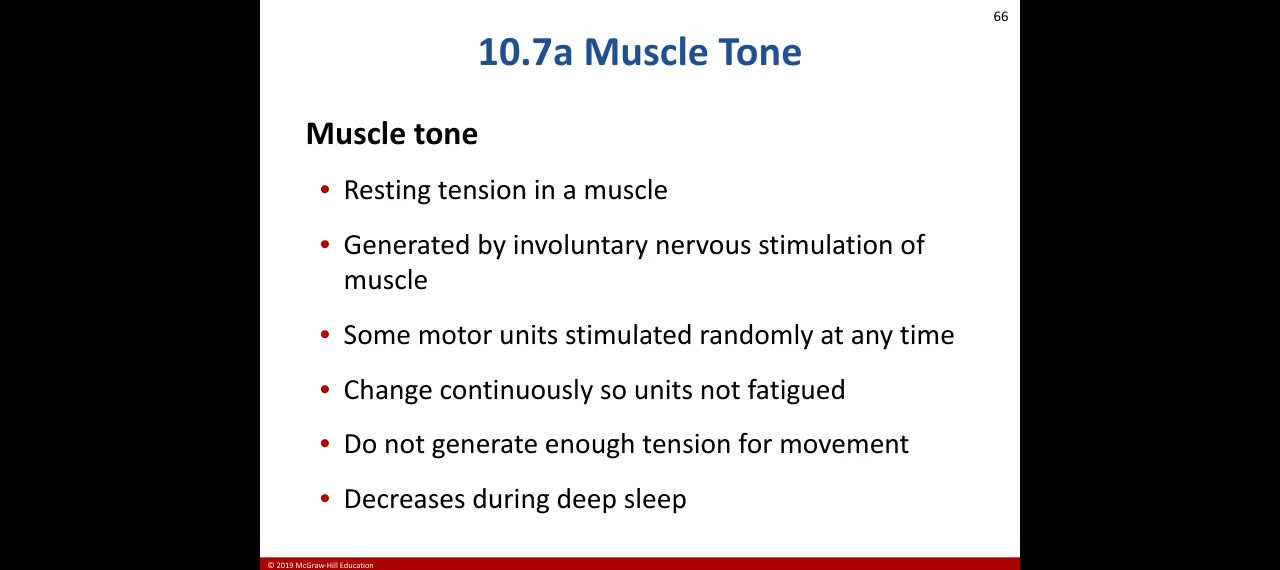 66
10.7a Muscle Tone
Muscle tone
• Resting tension in a muscle
• Generated by involuntary nervous stimulation of
muscle
• Some motor units stimulated randomly at any time
• Change continuously so units not fatigued
• Do not generate enough tension for movement
• Decreases during deep sleep
© 2019 McGraw-Hill Education